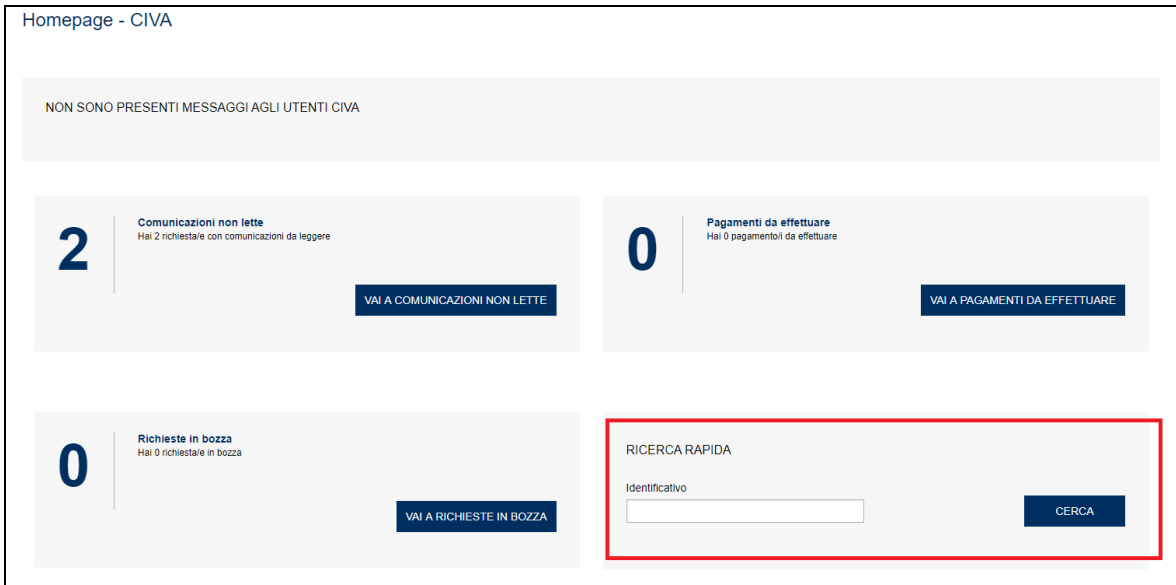 Homepage - CIVA
NON SONO PRESENTI MESSAGGI AGLI UTENTI CIVA
2
Comunicazioni non lette
Hai 2 richiesta/e con comunicazioni da leggere
VAI A COMUNICAZIONI NON LETTE
0
Pagamenti da effettuare
Hai 0 pagamento/i da effettuare
VAI A PAGAMENTI DA EFFETTUARE
0
Richieste in bozza
Hai 0 richiesta/e in bozza
VAI A RICHIESTE IN BOZZA
RICERCA RAPIDA
Identificativo
CERCA